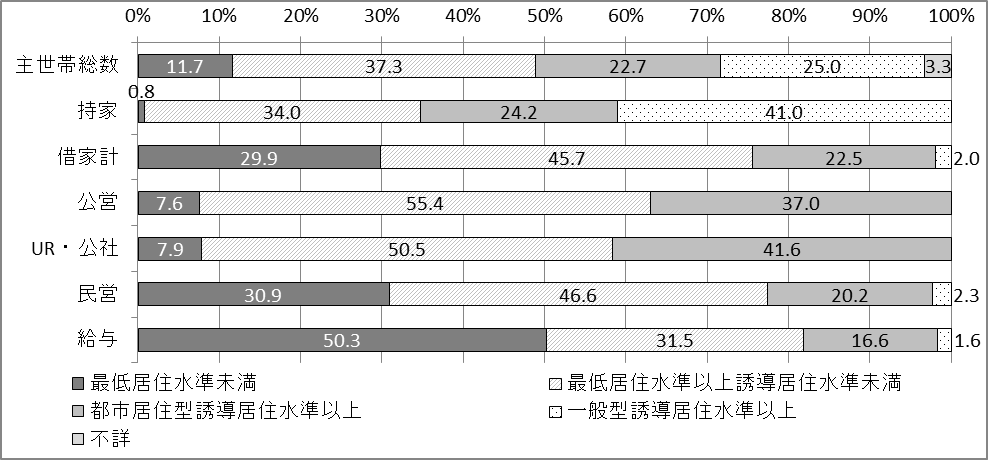 0% 10% 20% 30% 40% 50% 60% 70% 80% 90% 100%
主世帯総数 11.7 37.3 22.7 25.0 3.3
持家 0.8 34.0 24.2 41.0
借家計 29.9 45.7 22.5 2.0
公営 7.6 55.4 37.0
UR・公社 7.9 50.5 41.6
民営 30.9 46.6 20.2 2.3
給与 50.3 31.5 16.6 1.6
最低居住水準未満 最低居住水準以上誘導居住水準未満
都市居住型誘導居住水準以上 一般型誘導居住水準以上
不詳